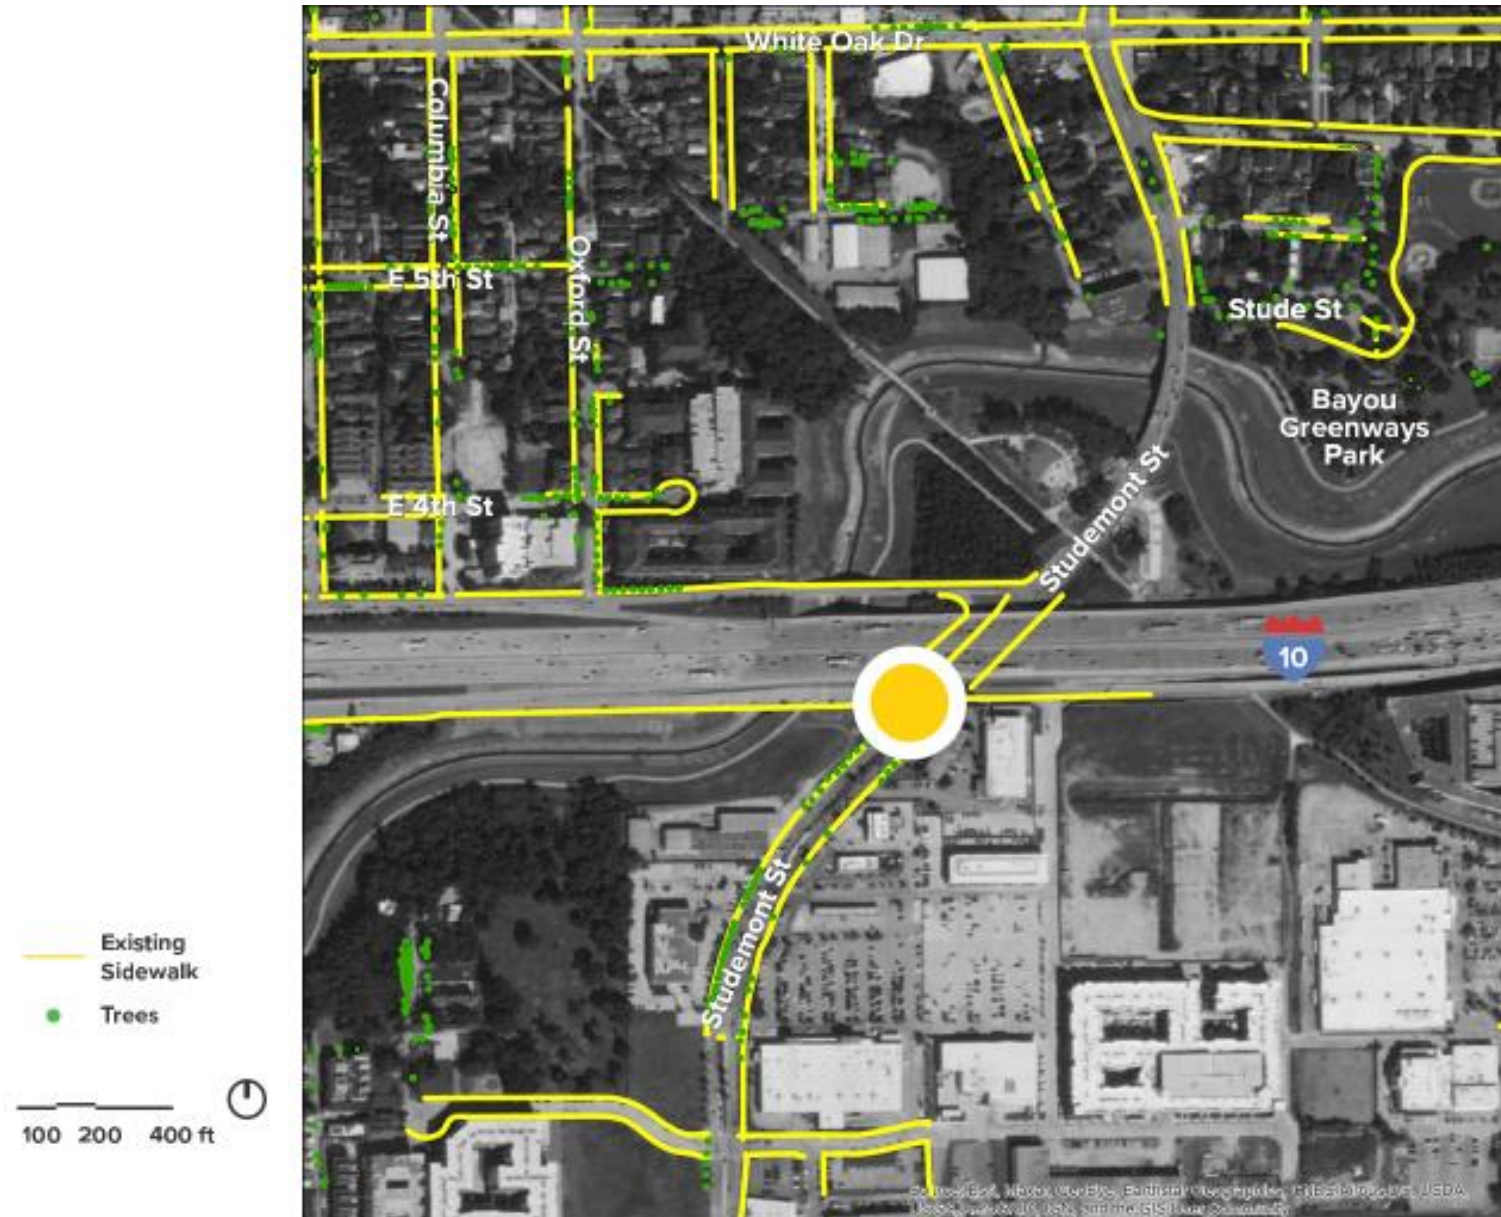 White Oak Dr
Columbia St
Oxford St
E 5th St
Stude St
Bayou
Greenways
Park
E 4th St
Studemont St
10
Studemont St
Existing
Sidewalk
Trees
100 200 400 ft